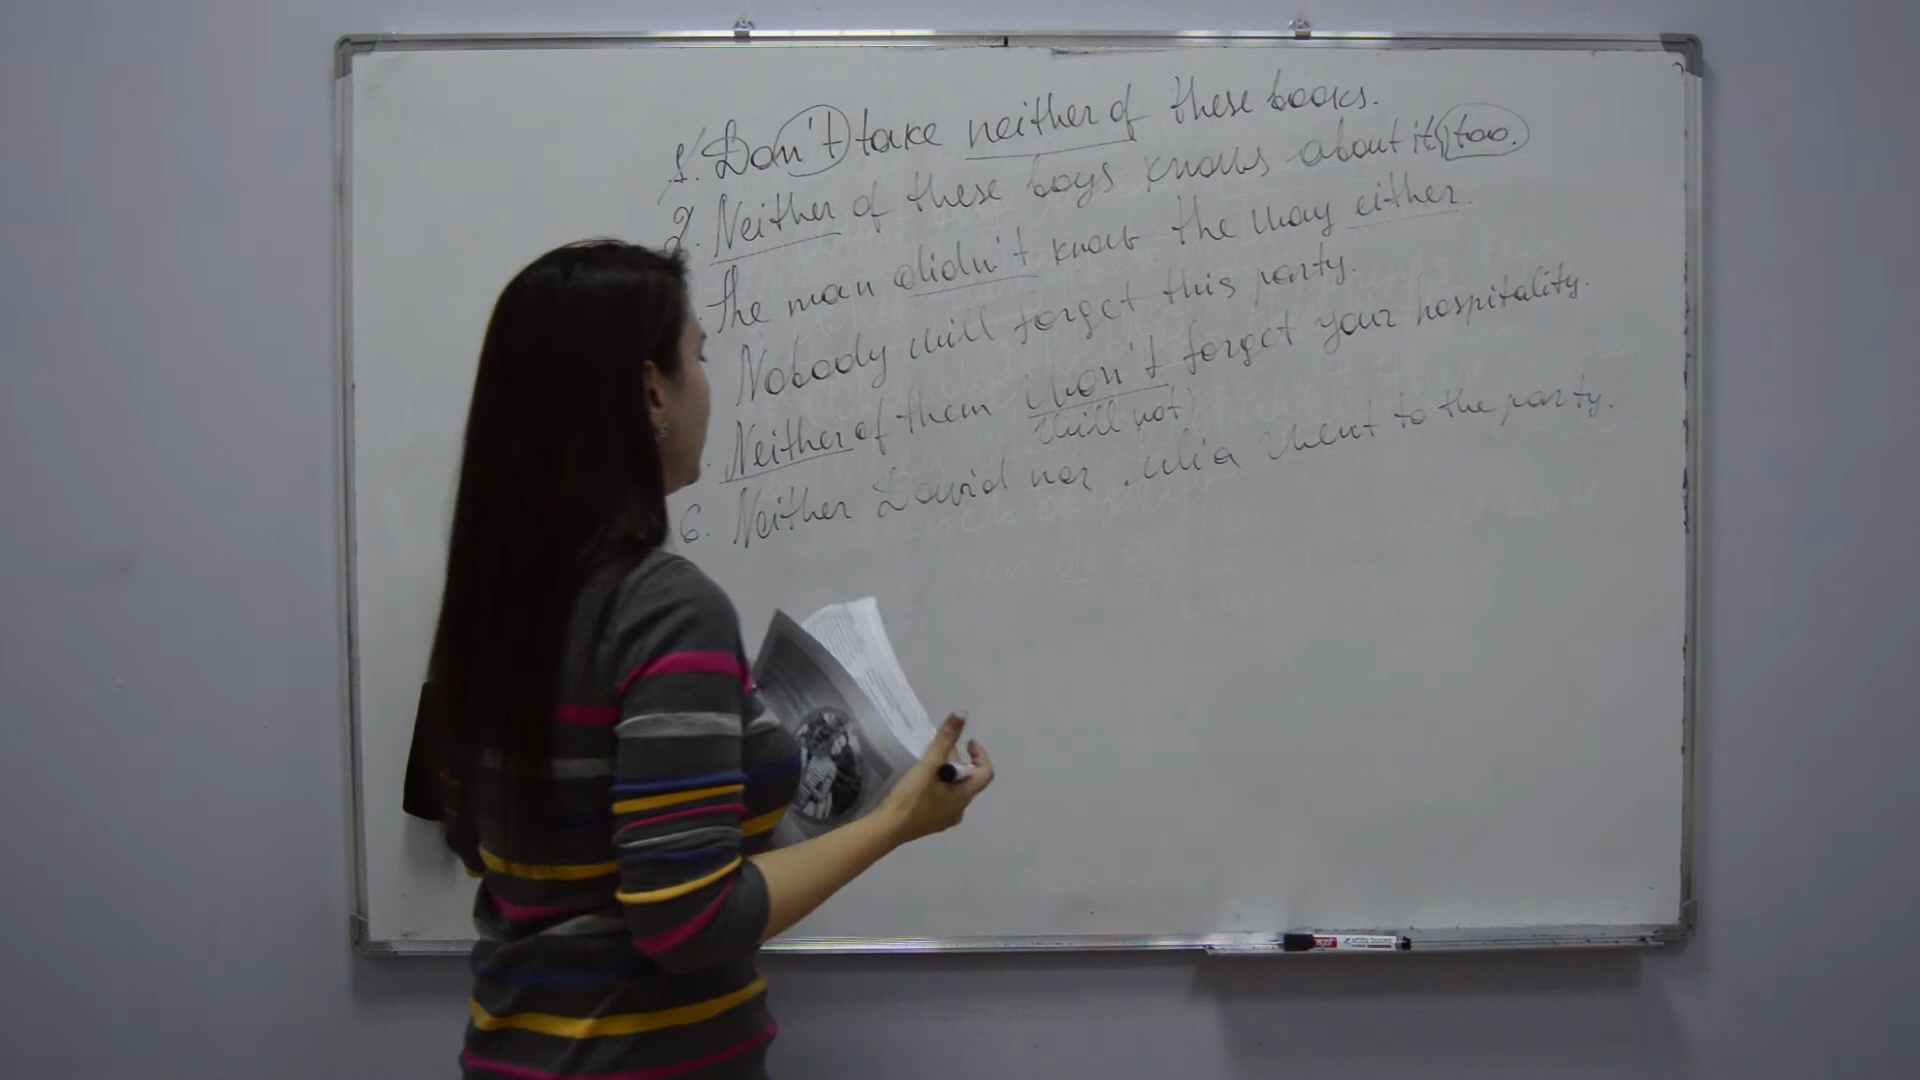 1. Don't take neither of these books.
2. Neither of these boys knows about it, too.
The man didn't know the way either.
Nobody will forget this party.
Neither of them won't forget your hospitality.
will not)
6. Neither David nor went to the party.